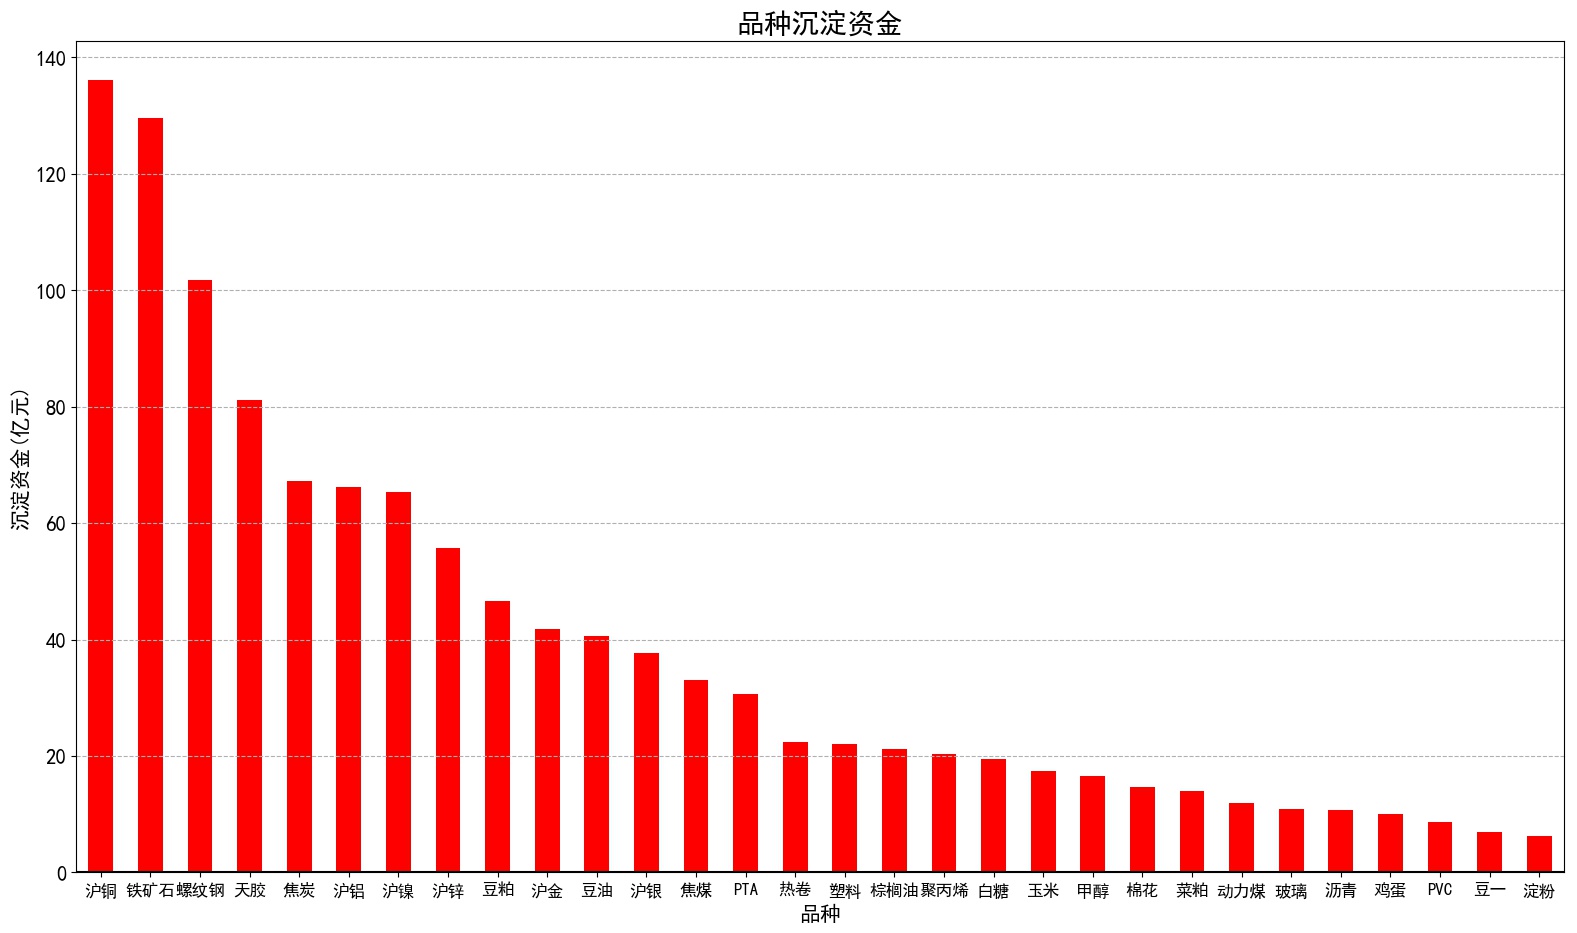 品种沉淀资金
沉淀资金(亿元)
140
120
100
80
60
40
20
0
沪铜 铁矿石 螺纹钢 天胶 焦炭 沪铝 沪镍 沪锌 豆粕 沪金 豆油 沪银 焦煤 PTA 热卷 塑料 棕榈油 聚丙烯 白糖 玉米 甲醇 棉花 菜粕 动力煤 玻璃 沥青 鸡蛋 PVC 豆一 淀粉
品种